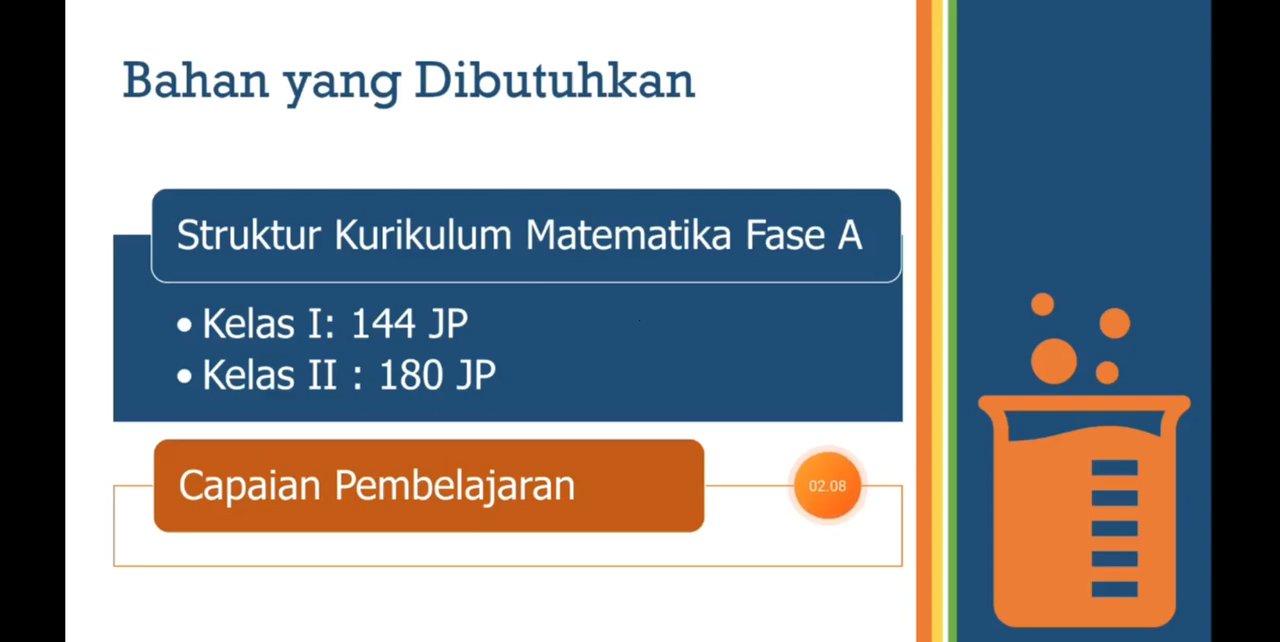 Bahan yang Dibutuhkan
Struktur Kurikulum Matematika Fase A
• Kelas I: 144 JP
• Kelas II : 180 JP
Capaian Pembelajaran
02.08